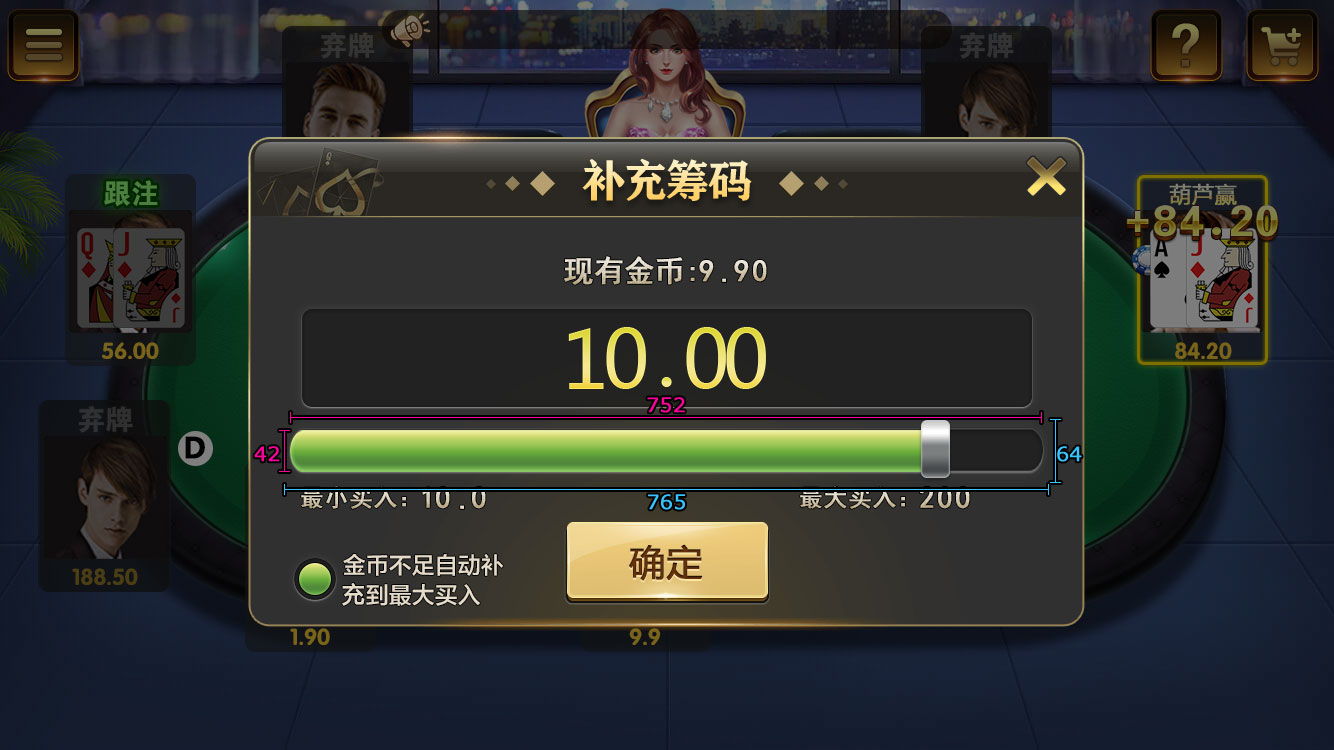 弃牌
弃牌
?
补充筹码
跟注
葫芦赢
+84.20
Q J J
A J J
现有金币:9.90
56.00
84.20
10.00
752
弃牌
D
42
64
最小买入: 10.0
765
最大买入: 200
确定
金币不足自动补
充到最大买入
188.50
1.90
9.9